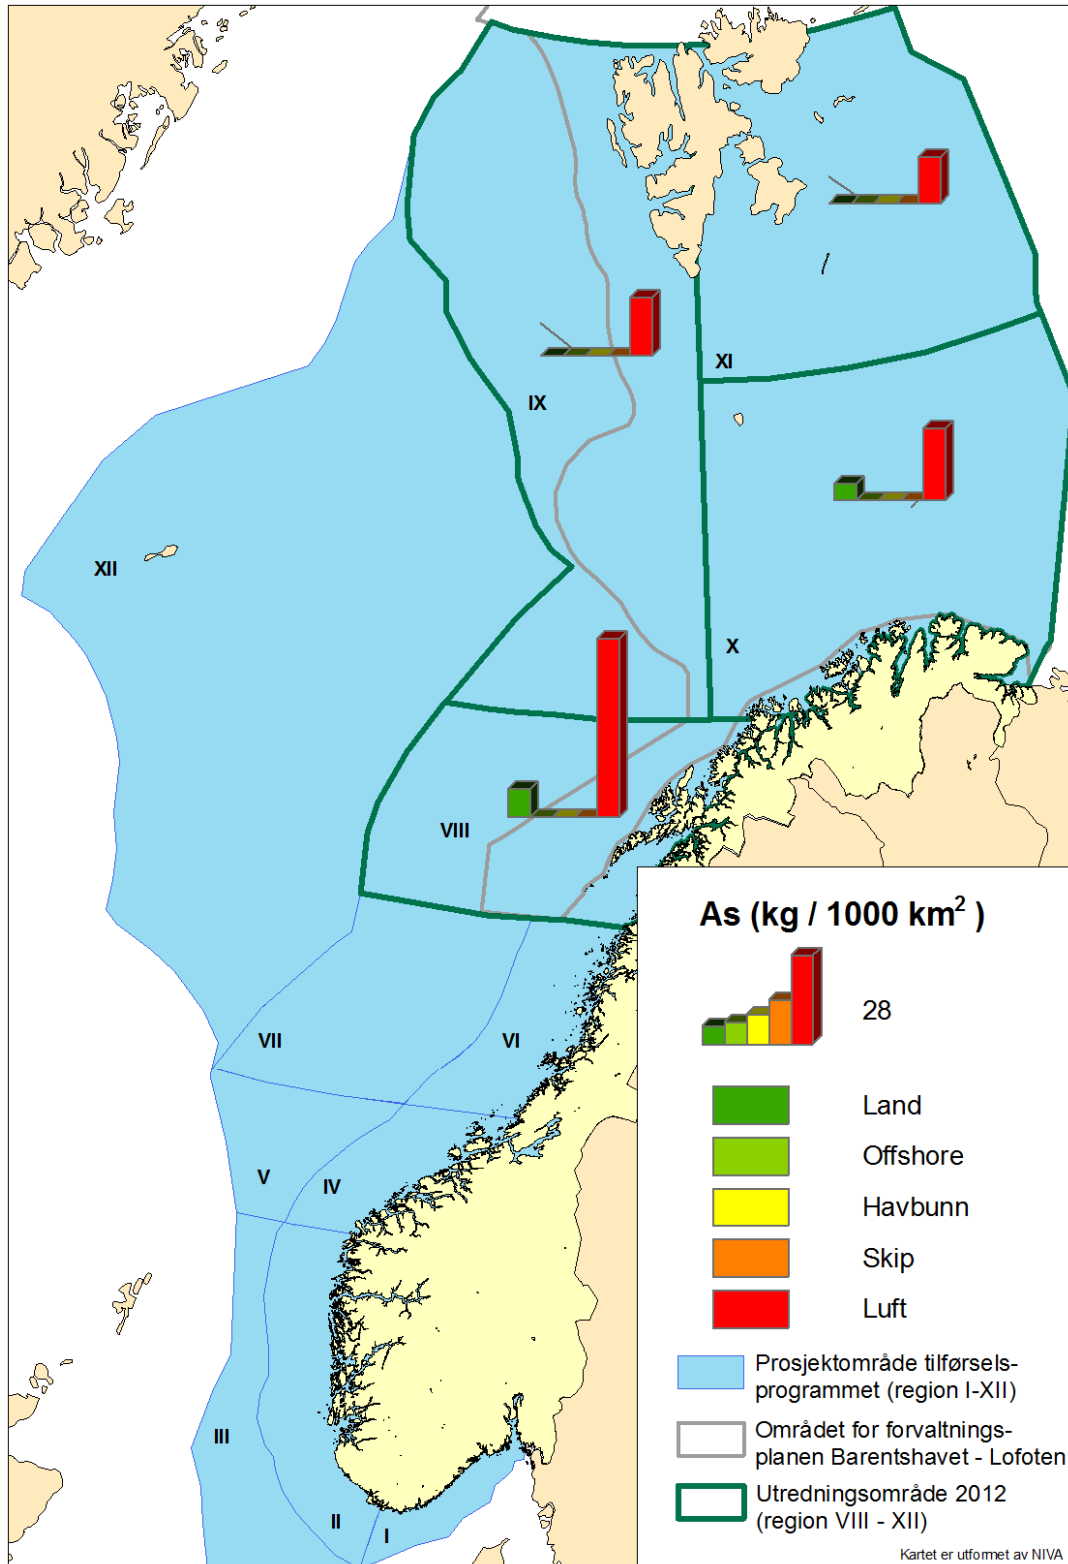 XI
IX
XII
X
VIII
VII
VI
V
IV
III
II
I
As (kg / 1000 km² )
28
Land
Offshore
Havbunn
Skip
Luft
Prosjektområde tilførsels-
programmet (region I-XII)
Området for forvaltnings-
planen Barentshavet - Lofoten
Utredningsområde 2012
(region VIII - XII)
Kartet er utformet av NIVA